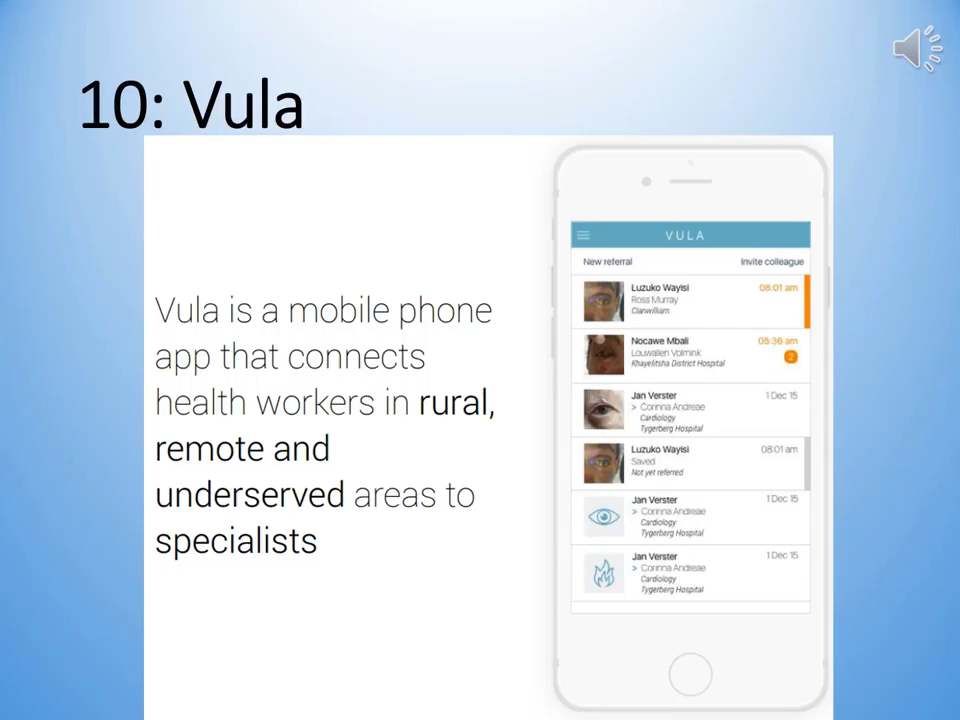 10: Vula
Vula is a mobile phone
app that connects
health workers in rural,
remote and
underserved areas to
specialists
VULA
New referral Invite colleague
Luzuko Wayisi 08:01 am
Ross Murray
Clanwilliam
Nocawe Mbali 05:36 am
Louwallen Volmink 2
Khayelitsha District Hospital
Jan Verster 1 Dec 15
> Corinna Andreae
Cardiology
Tygerberg Hospital
Luzuko Wayisi 08:01 am
Saved
Not yet referred
Jan Verster 1 Dec 15
> Corinna Andreae
Cardiology
Tygerberg Hospital
Jan Verster 1 Dec 15
> Corinna Andreae
Cardiology
Tygerberg Hospital